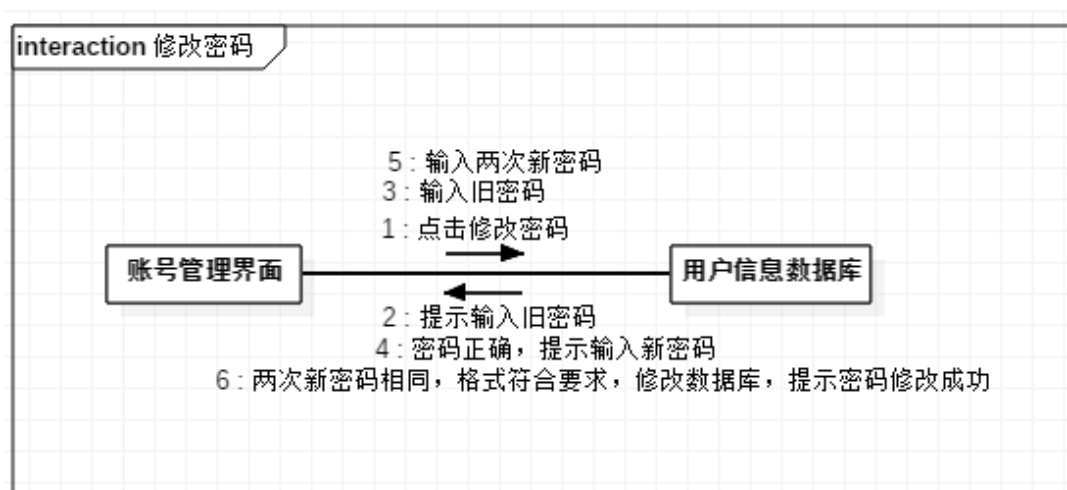 interaction 修改密码
5 : 输入两次新密码
3 : 输入旧密码
1 : 点击修改密码
账号管理界面
用户信息数据库
2 : 提示输入旧密码
4 : 密码正确，提示输入新密码
6 : 两次新密码相同，格式符合要求，修改数据库，提示密码修改成功